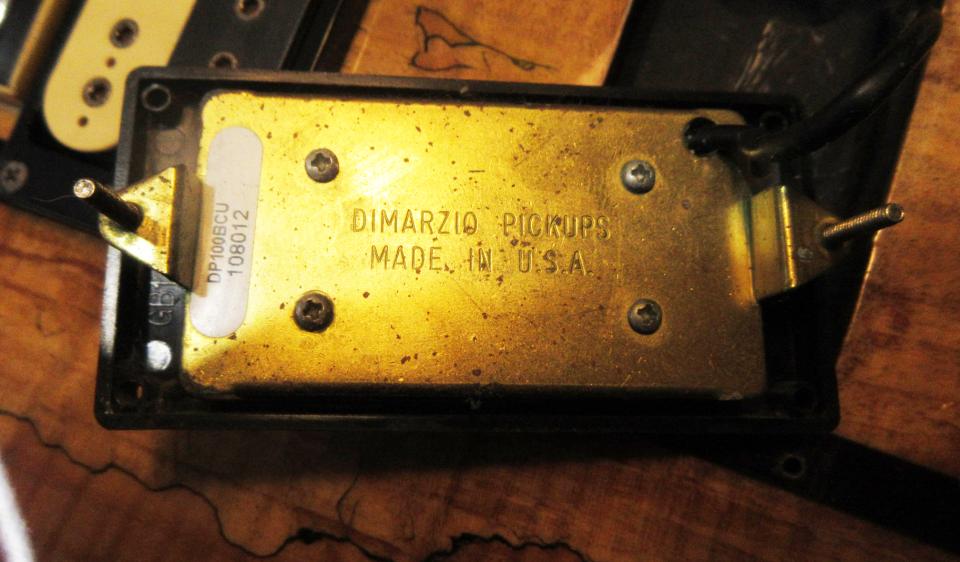 DIMARZIO PICKUPS
MADE IN U.S.A.
DP100BCU
108012